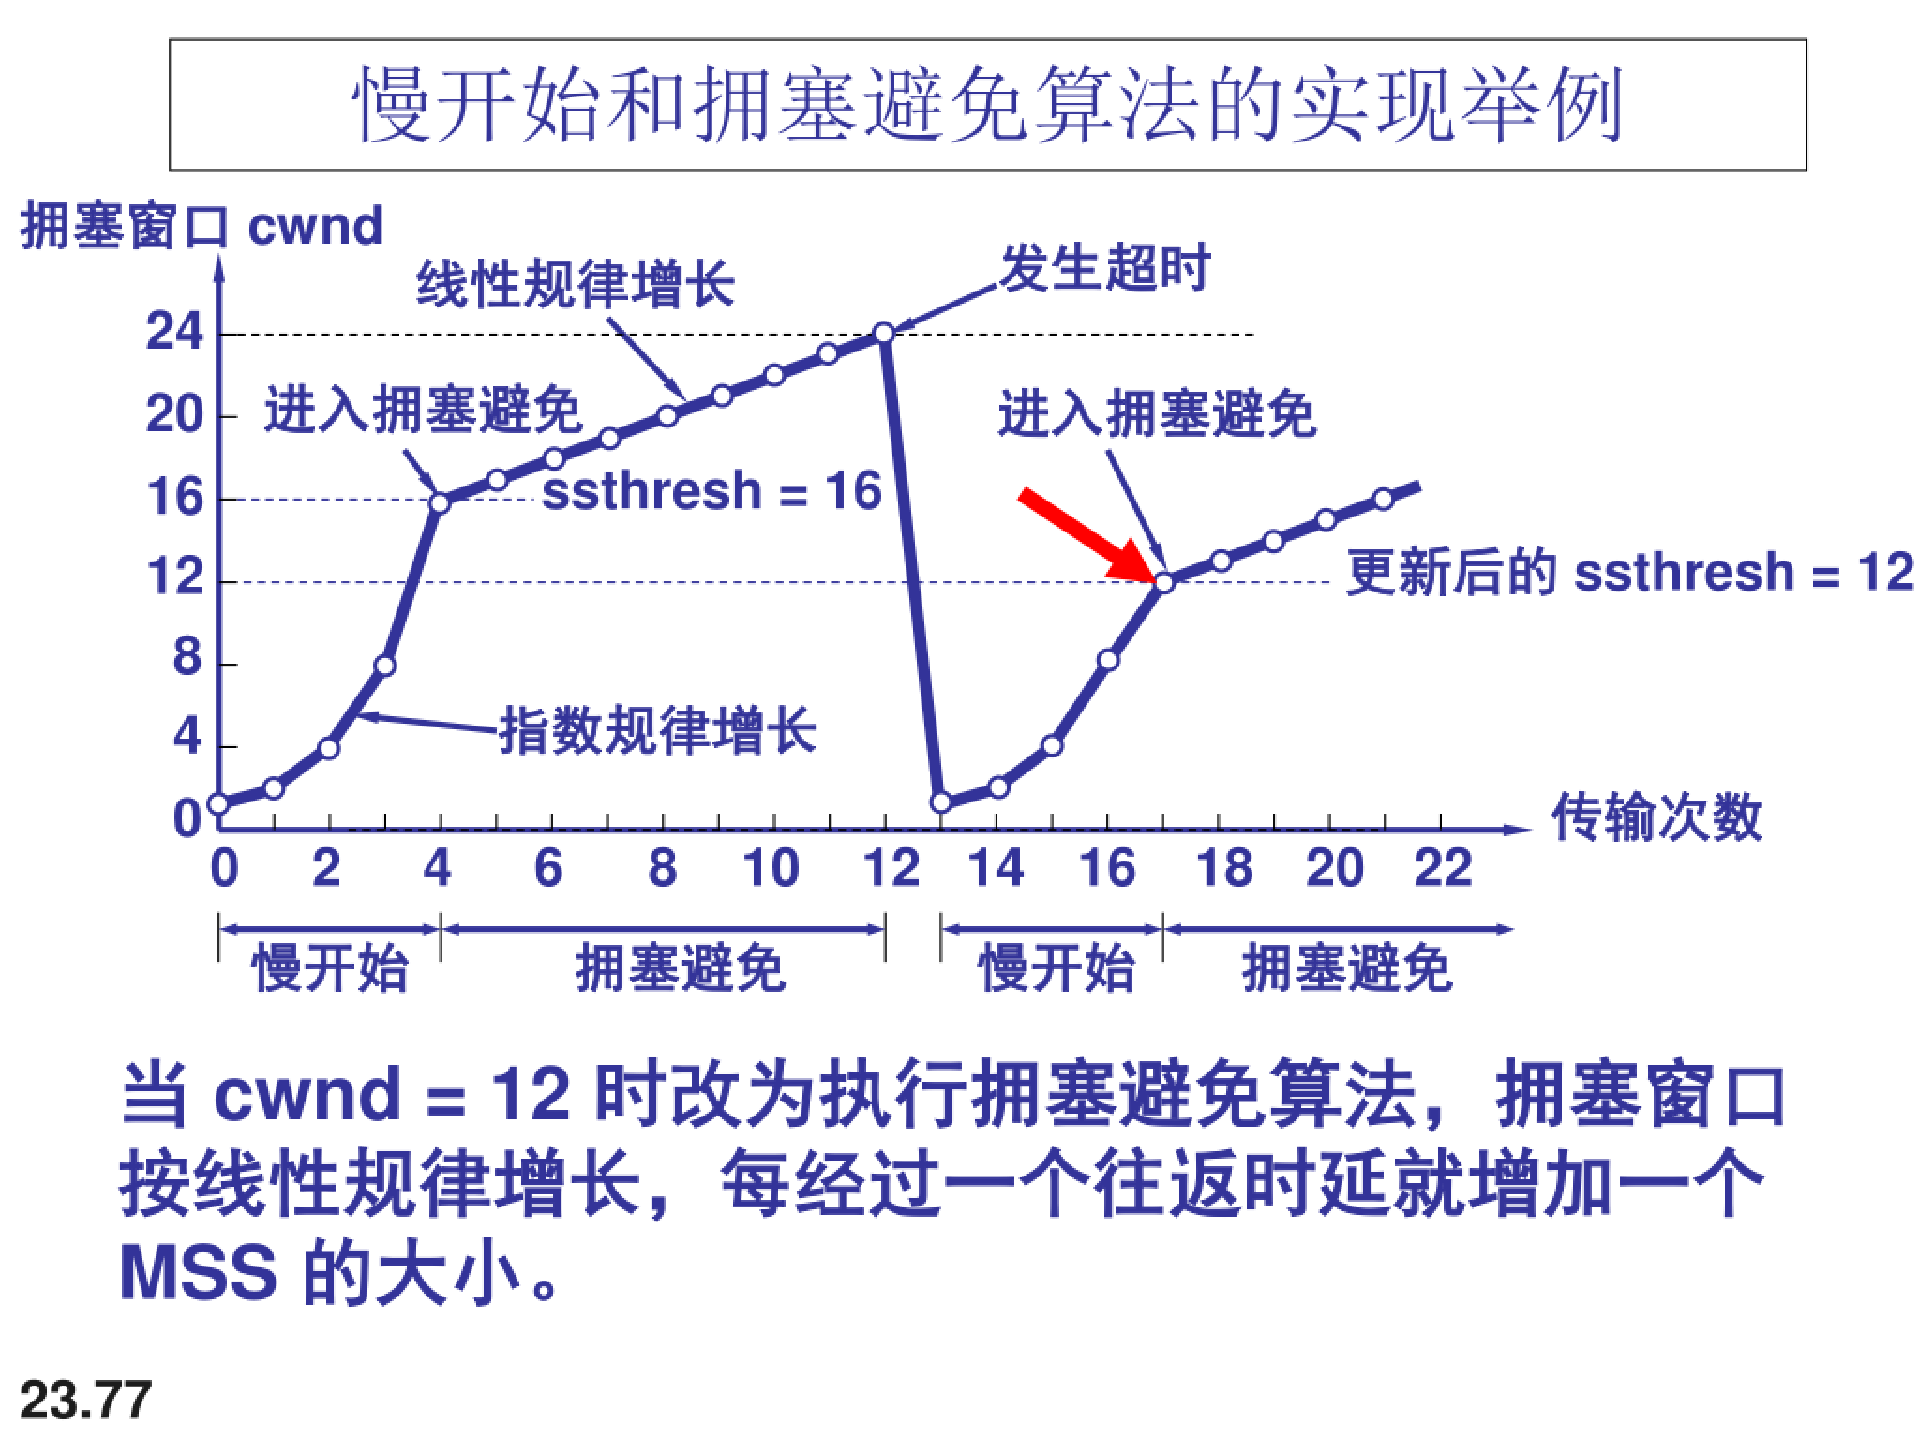 慢开始和拥塞避免算法的实现举例
拥塞窗口 cwnd
线性规律增长
发生超时
24
进入拥塞避免
进入拥塞避免
20
16
ssthresh = 16
12
更新后的 ssthresh = 12
8
4
指数规律增长
0
传输次数
0 2 4 6 8 10 12 14 16 18 20 22
慢开始 拥塞避免 慢开始 拥塞避免
当 cwnd = 12 时改为执行拥塞避免算法，拥塞窗口
按线性规律增长，每经过一个往返时延就增加一个
MSS 的大小。
23.77